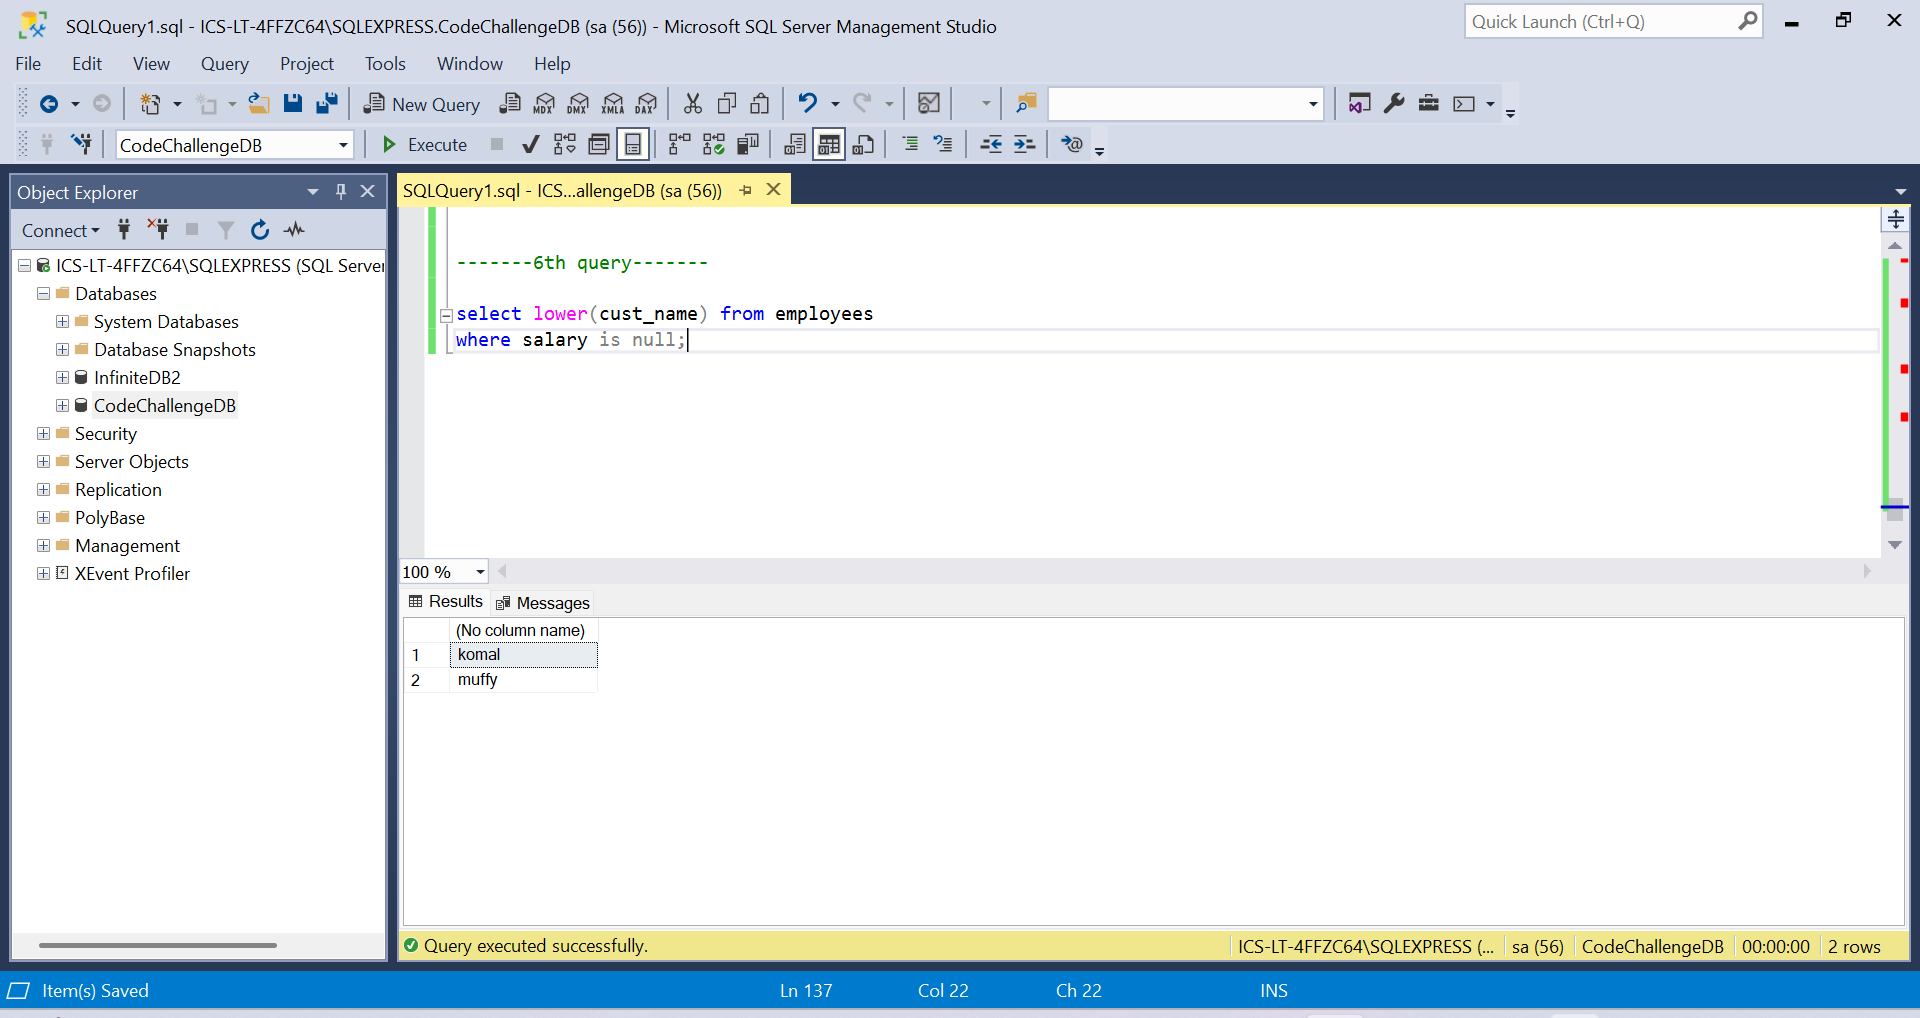 SQLQuery1.sql - ICS-LT-4FFZC64\SQLEXPRESS.CodeChallengeDB (sa (56)) - Microsoft SQL Server Management Studio
Quick Launch (Ctrl+Q)
File Edit View Query Project Tools Window Help
New Query MDX DMX XMLA DAX
CodeChallengeDB Execute
Object Explorer
Connect
ICS-LT-4FFZC64\SQLEXPRESS (SQL Server
Databases
System Databases
Database Snapshots
InfiniteDB2
CodeChallengeDB
Security
Server Objects
Replication
PolyBase
Management
XEvent Profiler
SQLQuery1.sql - ICS...allengeDB (sa (56))
-------6th query-------
select lower(cust_name) from employees
where salary is null;
100 %
Results Messages
(No column name)
1 komal
2 muffy
Query executed successfully. ICS-LT-4FFZC64\SQLEXPRESS (... sa (56) CodeChallengeDB 00:00:00 2 rows
Item(s) Saved Ln 137 Col 22 Ch 22 INS